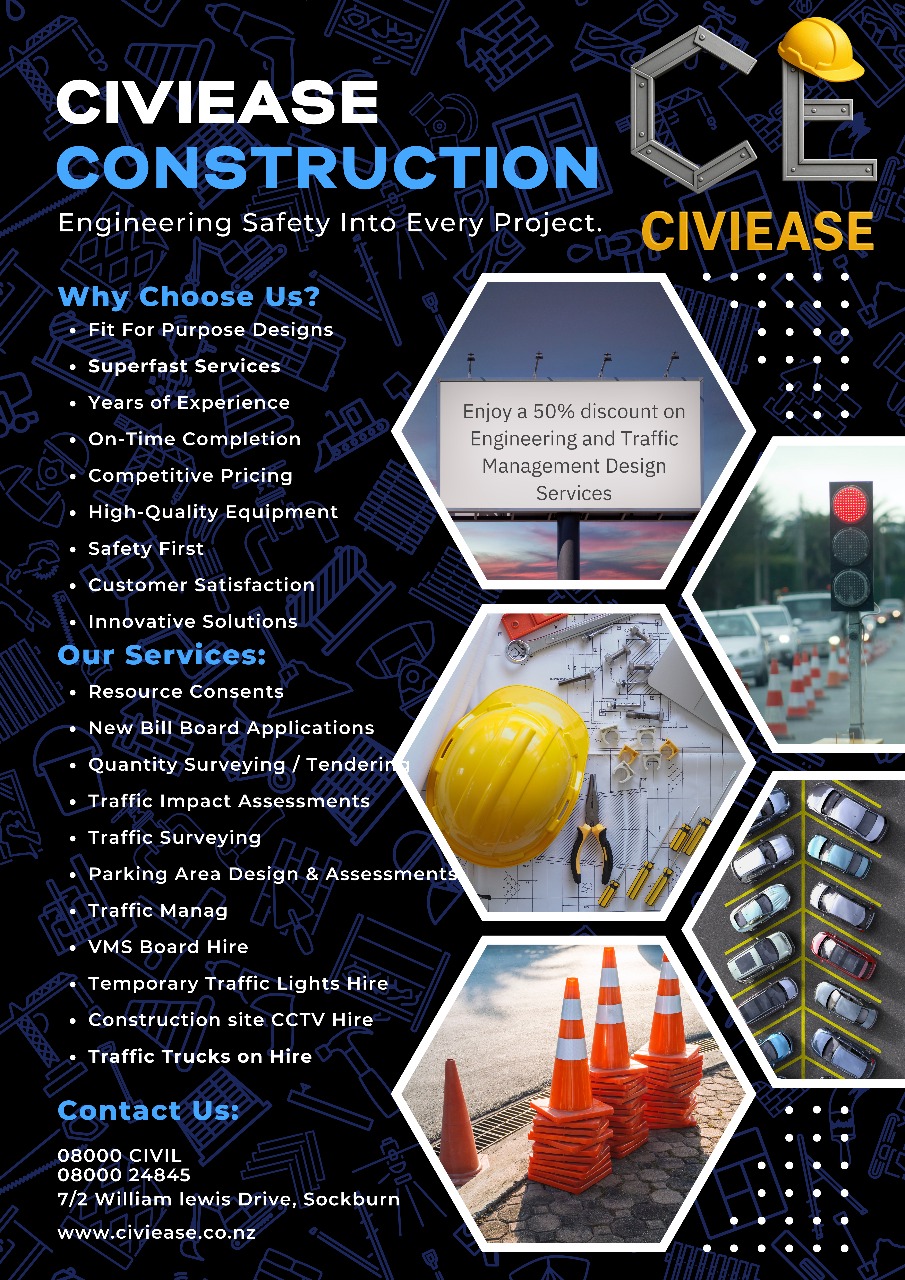 CIVIEASE
CONSTRUCTION
Engineering Safety Into Every Project.
CE
CIVIEASE
Why Choose Us?
Fit For Purpose Designs
Superfast Services
Years of Experience
On-Time Completion
Competitive Pricing
High-Quality Equipment
Safety First
Customer Satisfaction
Innovative Solutions
Enjoy a 50% discount on
Engineering and Traffic
Management Design
Services
Our Services:
Resource Consents
New Bill Board Applications
Quantity Surveying / Tendering
Traffic Impact Assessments
Traffic Surveying
Parking Area Design & Assessments
Traffic Manag
VMS Board Hire
Temporary Traffic Lights Hire
Construction site CCTV Hire
Traffic Trucks on Hire
Contact Us:
08000 CIVIL
08000 24845
7/2 William lewis Drive, Sockburn
www.civiease.co.nz